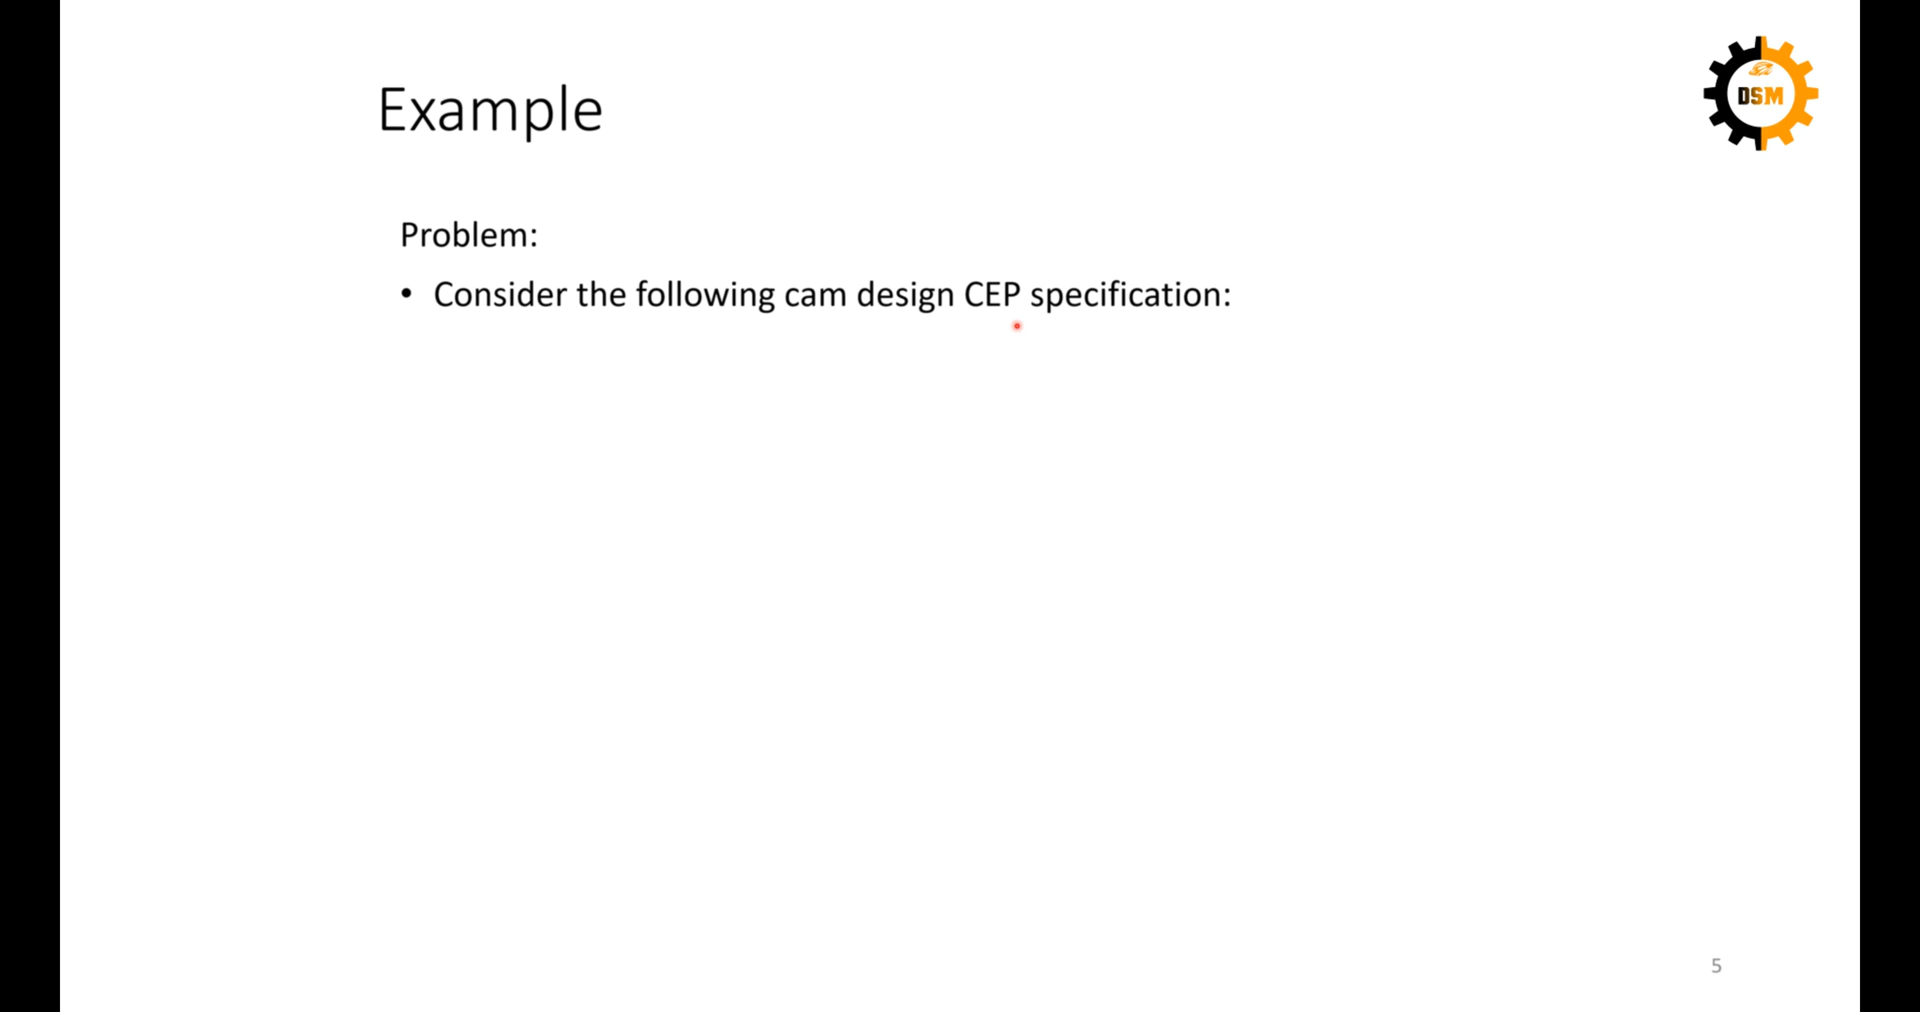 Example
DSM
Problem:
• Consider the following cam design CEP specification:
5